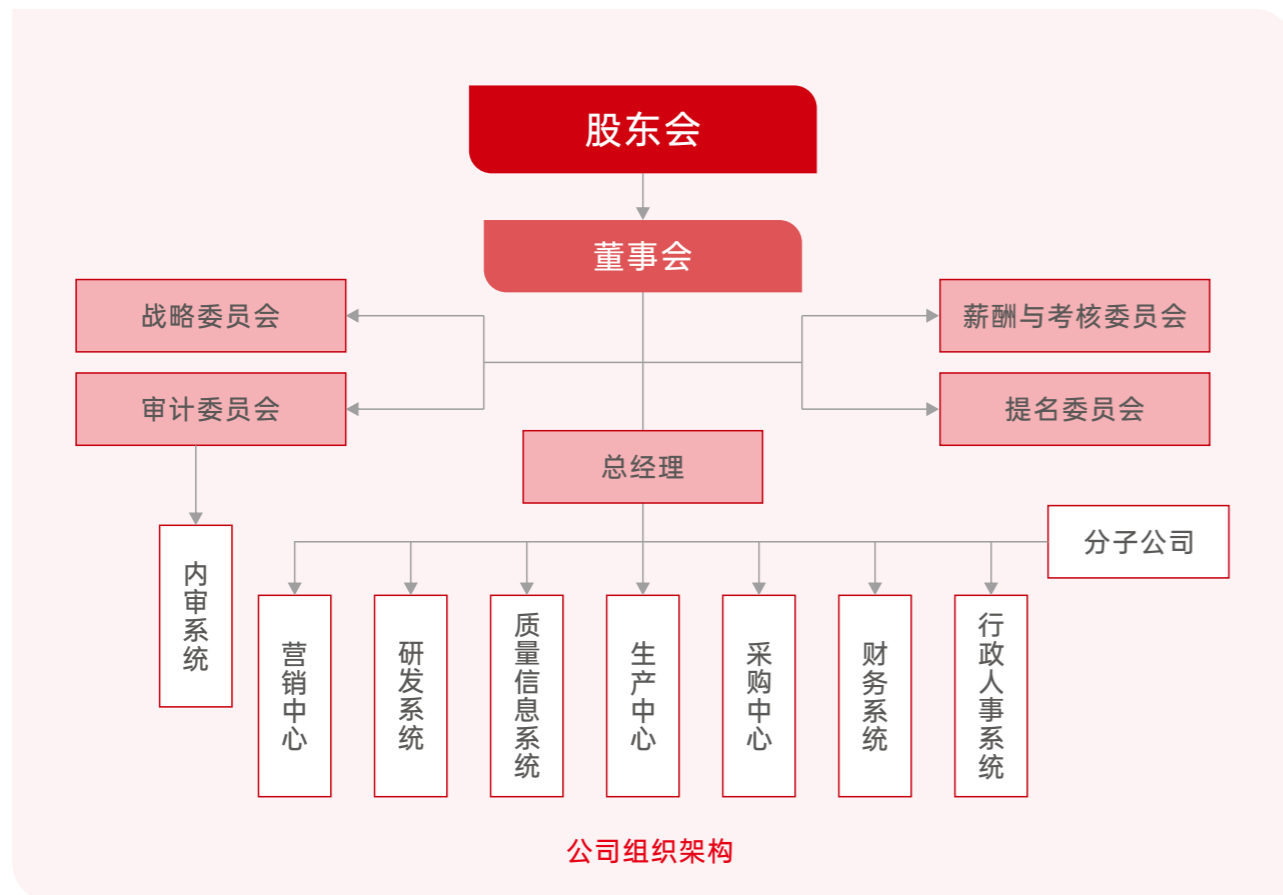 股东会
董事会
战略委员会
薪酬与考核委员会
审计委员会
提名委员会
总经理
分子公司
内审系统
营销中心
研发系统
质量信息系统
生产中心
采购中心
财务系统
行政人事系统
公司组织架构